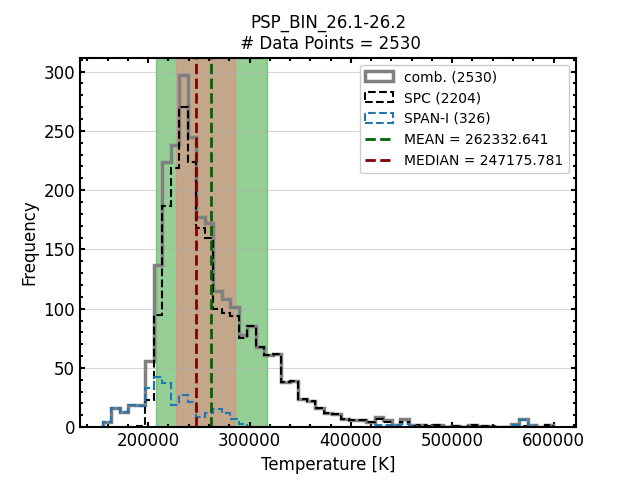 PSP_BIN_26.1-26.2
# Data Points = 2530
comb. (2530)
SPC (2204)
SPAN-I (326)
MEAN = 262332.641
MEDIAN = 247175.781
Frequency
300
250
200
150
100
50
0
200000 300000 400000 500000 600000
Temperature [K]